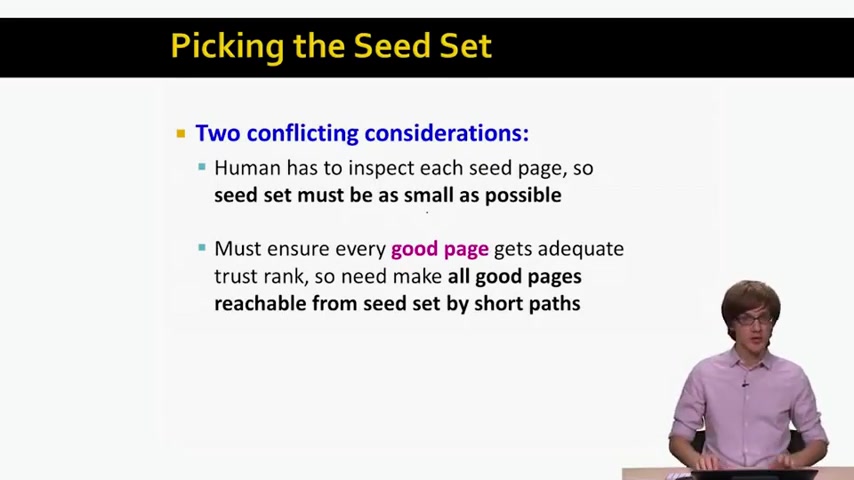 Picking the Seed Set
Two conflicting considerations:
Human has to inspect each seed page, so
seed set must be as small as possible
Must ensure every good page gets adequate
trust rank, so need make all good pages
reachable from seed set by short paths